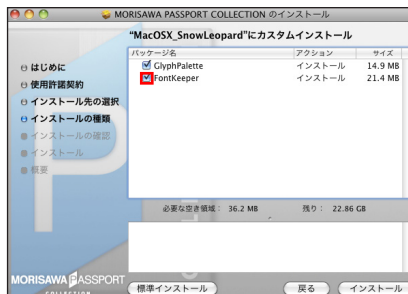 MORISAWA PASSPORT COLLECTION のインストール
"MacOSX_SnowLeopard"にカスタムインストール
はじめに
使用許諾契約
インストール先の選択
インストールの種類
インストールの確認
インストール
概要
パッケージ名 アクション サイズ
GlyphPalette インストール 14.9 MB
FontKeeper インストール 21.4 MB
必要な空き領域： 36.2 MB 残り： 22.86 GB
MORISAWA PASSPORT
COLLECTION
標準インストール 戻る インストール